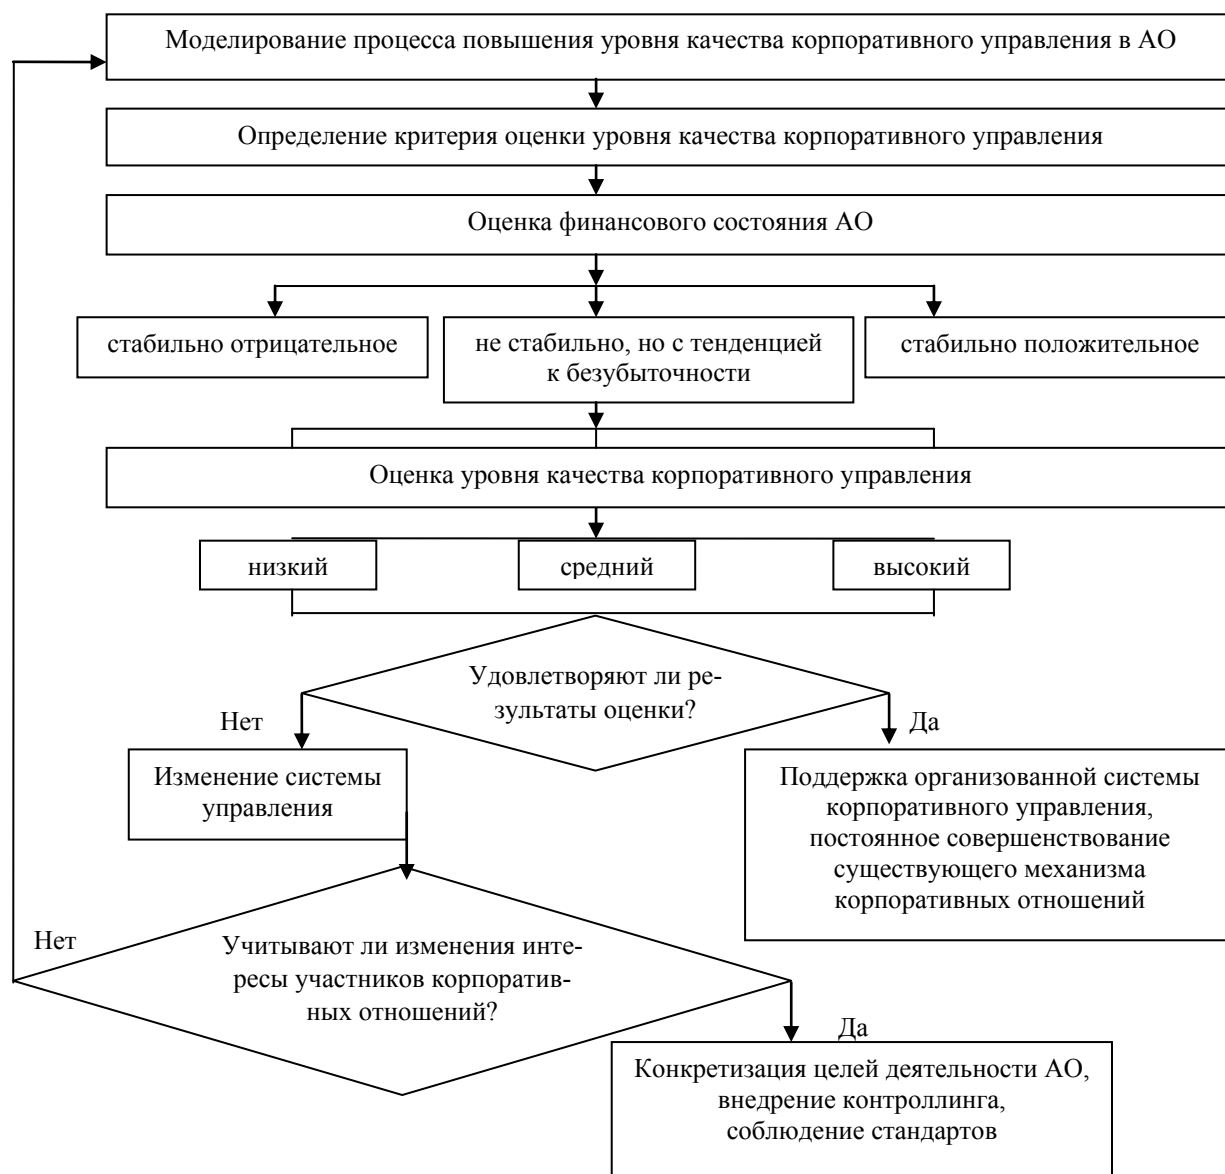 Моделирование процесса повышения уровня качества корпоративного управления в АО
Определение критерия оценки уровня качества корпоративного управления
Оценка финансового состояния АО
стабильно отрицательное
не стабильно, но с тенденцией
к безубыточности
стабильно положительное
Оценка уровня качества корпоративного управления
низкий
средний
высокий
Удовлетворяют ли ре-
зультаты оценки?
Нет
Да
Изменение системы
управления
Поддержка организованной системы
корпоративного управления,
постоянное совершенствование
существующего механизма
корпоративных отношений
Нет
Учитывают ли изменения инте-
ресы участников корпоратив-
ных отношений?
Да
Конкретизация целей деятельности АО,
внедрение контроллинга,
соблюдение стандартов